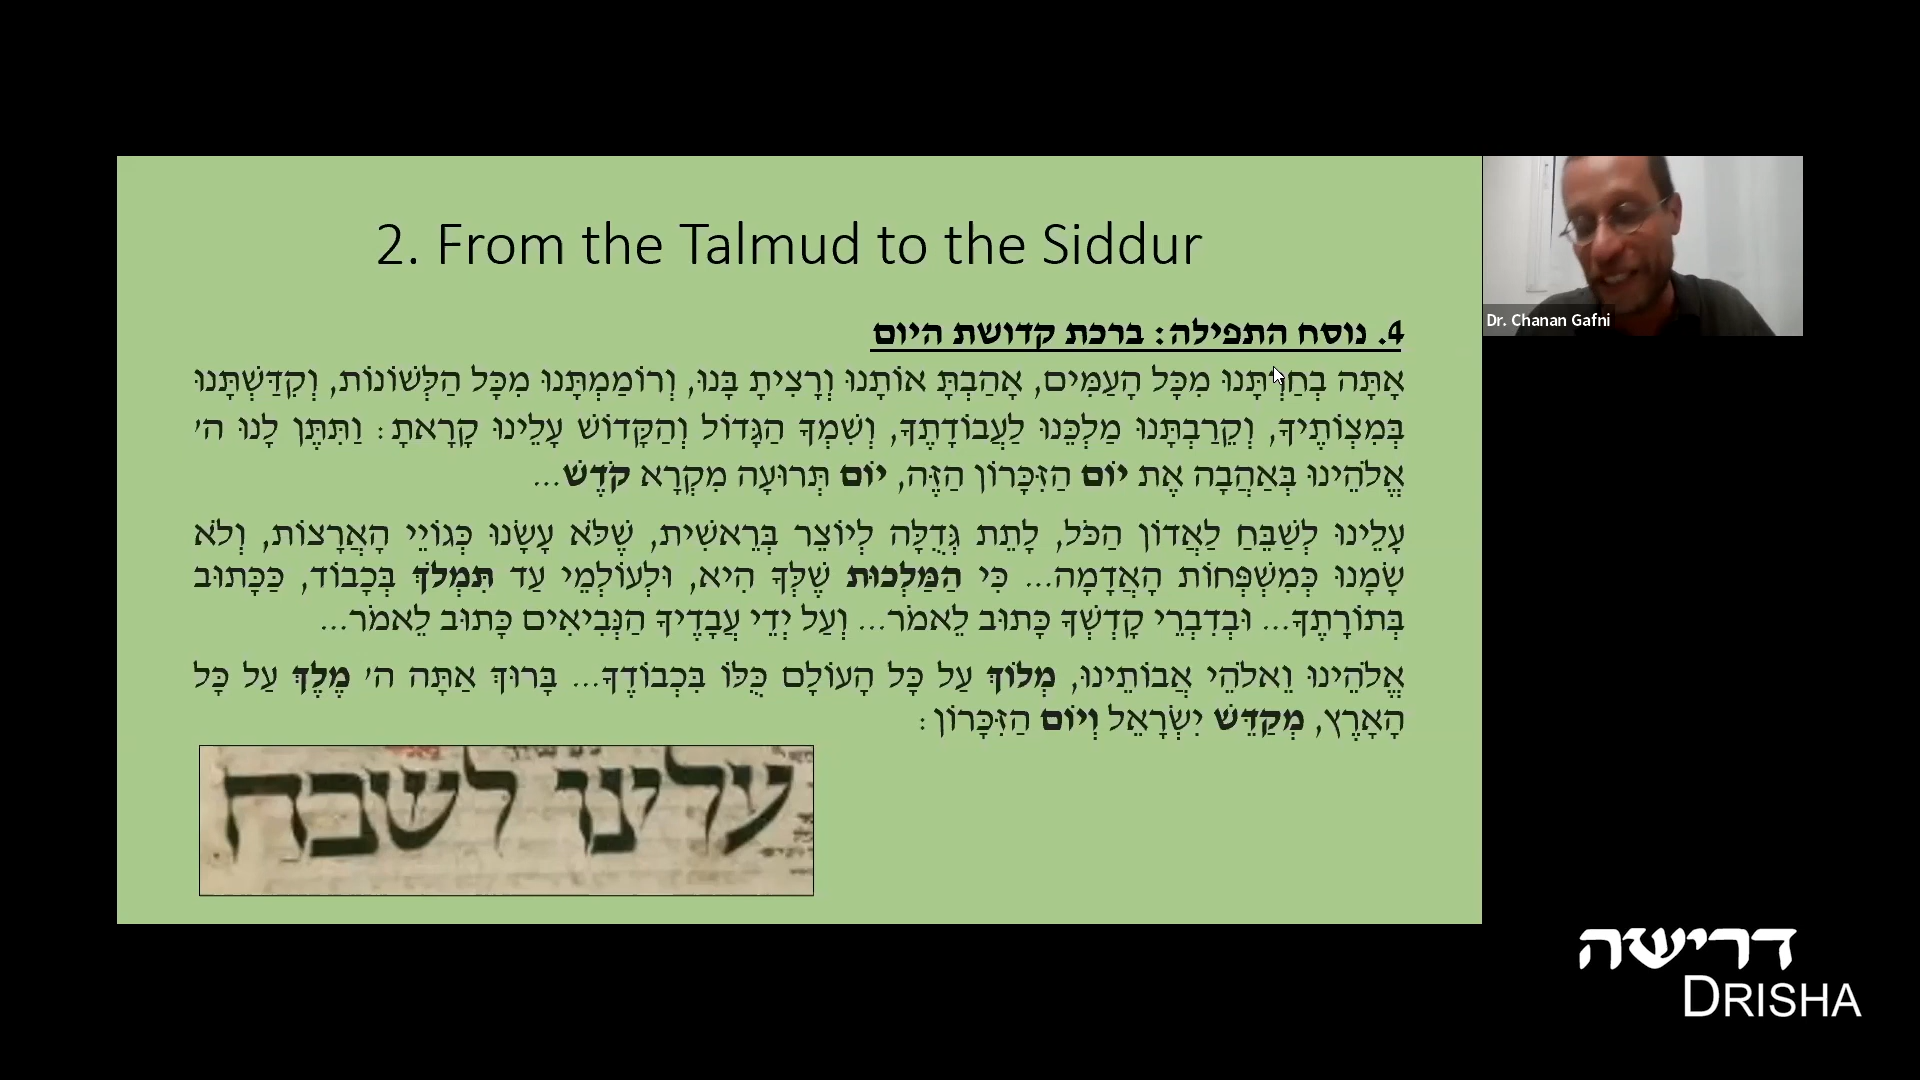 2. From the Talmud to the Siddur
4. נוסח התפילה: ברכת קדושת היום
אַתָּה בְחַרְתָּנוּ מִכָּל הָעַמִּים, אָהַבְתָּ אוֹתָנוּ וְרָצִיתָ בָּנוּ, וְרוֹמַמְתָּנוּ מִכָּל הַלְּשׁוֹנוֹת, וְקִדַּשְׁתָּנוּ
בְּמִצְוֹתֶיךָ, וְקֵרַבְתָּנוּ מַלְכֵּנוּ לַעֲבוֹדָתֶךָ, וְשִׁמְךָ הַגָּדוֹל וְהַקָּדוֹשׁ עָלֵינוּ קָרָאתָ: וַתִּתֶּן לָנוּ ה'
אֱלֹהֵינוּ בְּאַהֲבָה אֶת יוֹם הַזִּכָּרוֹן הַזֶּה, יוֹם תְּרוּעָה מִקְרָא קֹדֶשׁ...
עָלֵינוּ לְשַׁבֵּחַ לַאֲדוֹן הַכֹּל, לָתֵת גְּדֻלָּה לְיוֹצֵר בְּרֵאשִׁית, שֶׁלֹּא עָשָׂנוּ כְּגוֹיֵי הָאֲרָצוֹת, וְלֹא
שָׂמָנוּ כְּמִשְׁפְּחוֹת הָאֲדָמָה... כִּי הַמַּלְכוּת שֶׁלְּךָ הִיא, וּלְעוֹלְמֵי עַד תִּמְלֹךְ בְּכָבוֹד, כַּכָּתוּב
בְּתוֹרָתֶךָ... וּבְדִבְרֵי קָדְשְׁךָ כָּתוּב לֵאמֹר... וְעַל יְדֵי עֲבָדֶיךָ הַנְּבִיאִים כָּתוּב לֵאמֹר...
אֱלֹהֵינוּ וֵאלֹהֵי אֲבוֹתֵינוּ, מְלוֹךְ עַל כָּל הָעוֹלָם כֻּלּוֹ בִּכְבוֹדֶךָ... בָּרוּךְ אַתָּה ה' מֶלֶךְ עַל כָּל
הָאָרֶץ, מְקַדֵּשׁ יִשְׂרָאֵל וְיוֹם הַזִּכָּרוֹן:
עלינו לשבח
Dr. Chanan Gafni
דרישה
DRISHA